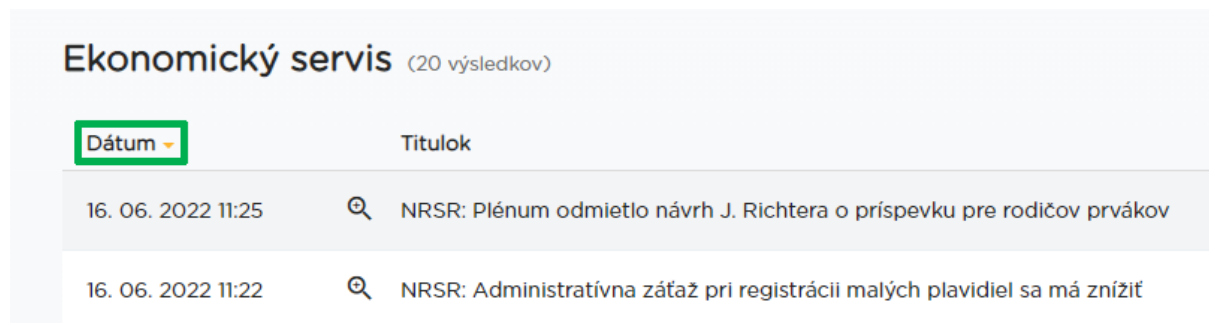 Ekonomický servis (20 výsledkov)
Dátum Titulok
16. 06. 2022 11:25 NRSR: Plénum odmietlo návrh J. Richtera o príspevku pre rodičov prvákov
16. 06. 2022 11:22 NRSR: Administratívna záťaž pri registrácii malých plavidiel sa má znížiť